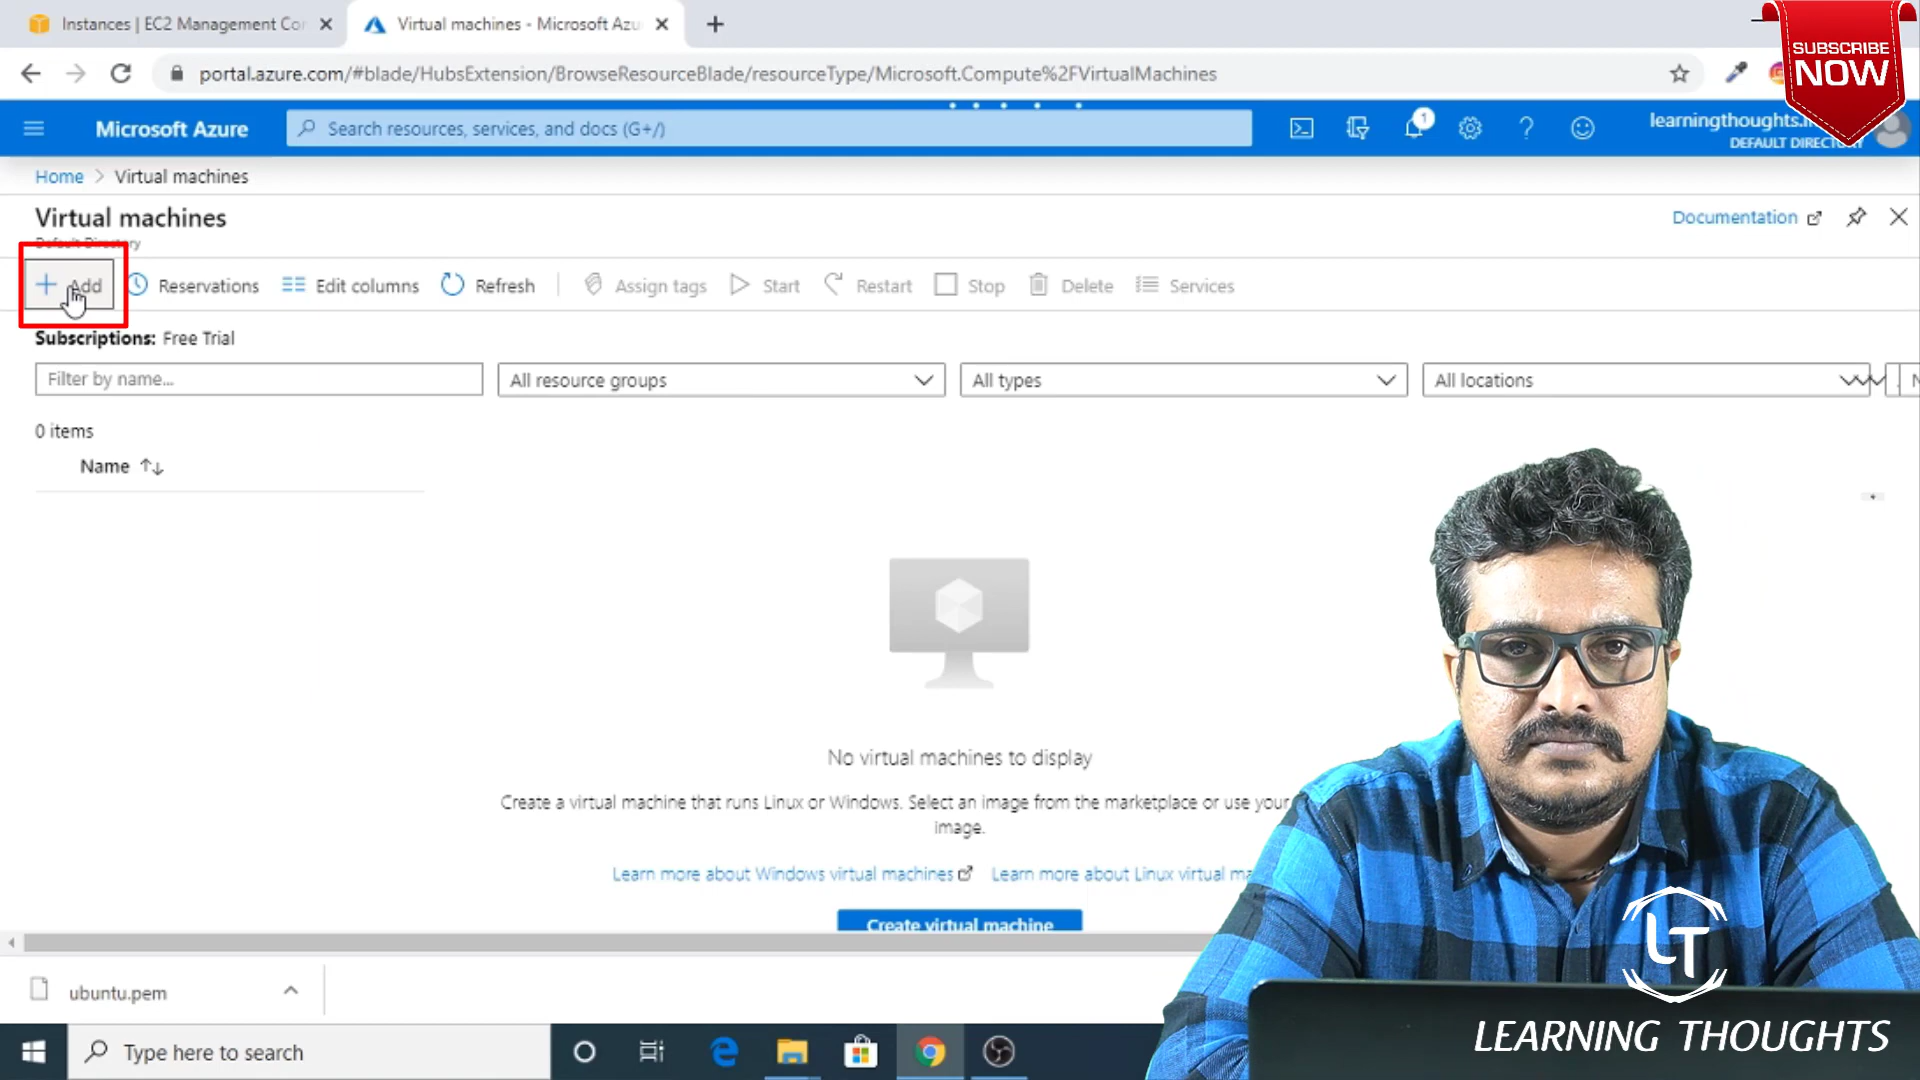 Instances | EC2 Management Co
Virtual machines - Microsoft Azu
SUBSCRIBE
NOW
portal.azure.com/#blade/HubsExtension/BrowseResourceBlade/resourceType/Microsoft.Compute%2FVirtualMachines
Microsoft Azure
Search resources, services, and docs (G+/)
1
learningthoughts.
DEFAULT DIRECTORY
Home > Virtual machines
Virtual machines
Documentation
Default Directory
+ Add
Reservations
Edit columns
Refresh
Assign tags
Start
Restart
Stop
Delete
Services
Subscriptions: Free Trial
Filter by name...
All resource groups
All types
All locations
0 items
Name
No virtual machines to display
Create a virtual machine that runs Linux or Windows. Select an image from the marketplace or use your
image.
Learn more about Windows virtual machines
Learn more about Linux virtual ma
Create virtual machine
ubuntu.pem
LT
LEARNING THOUGHTS
Type here to search